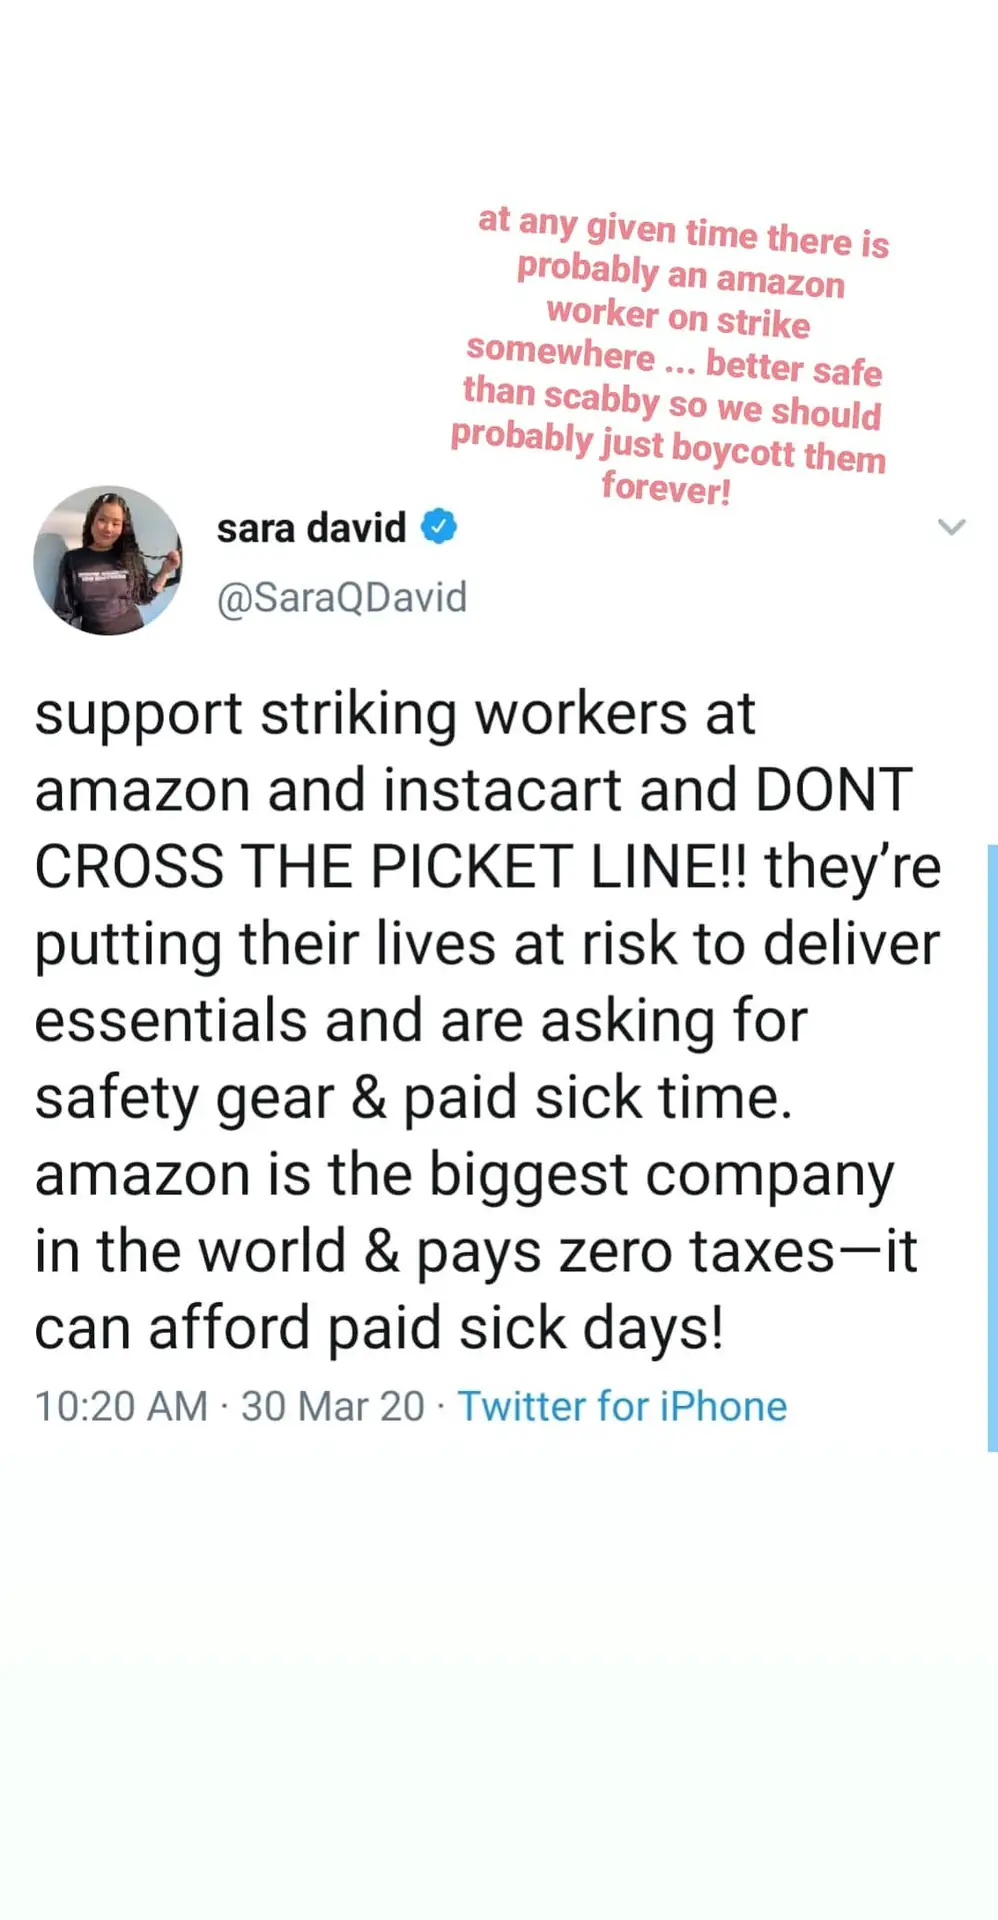 at any given time there is
probably an amazon
worker on strike
somewhere ... better safe
than scabby so we should
probably just boycott them
forever!
sara david
@SaraQDavid
support striking workers at
amazon and instacart and DONT
CROSS THE PICKET LINE!! they’re
putting their lives at risk to deliver
essentials and are asking for
safety gear & paid sick time.
amazon is the biggest company
in the world & pays zero taxes—it
can afford paid sick days!
10:20 AM · 30 Mar 20 · Twitter for iPhone